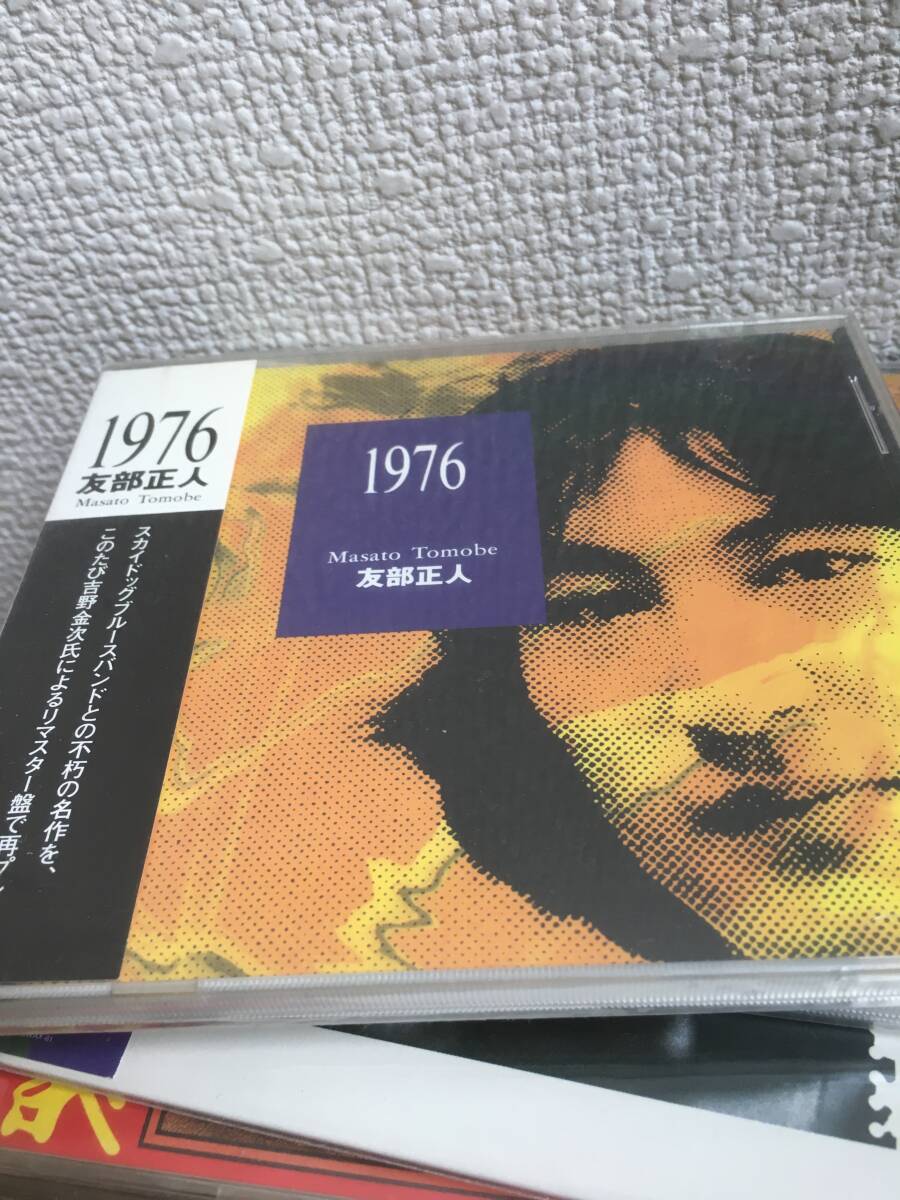 1976
友部正人
Masato Tomobe
スカイドッグブルースバンドとの不朽の名作を、
このたび吉野金次氏によるリマスター盤で再プレ
1976
Masato Tomobe
友部正人